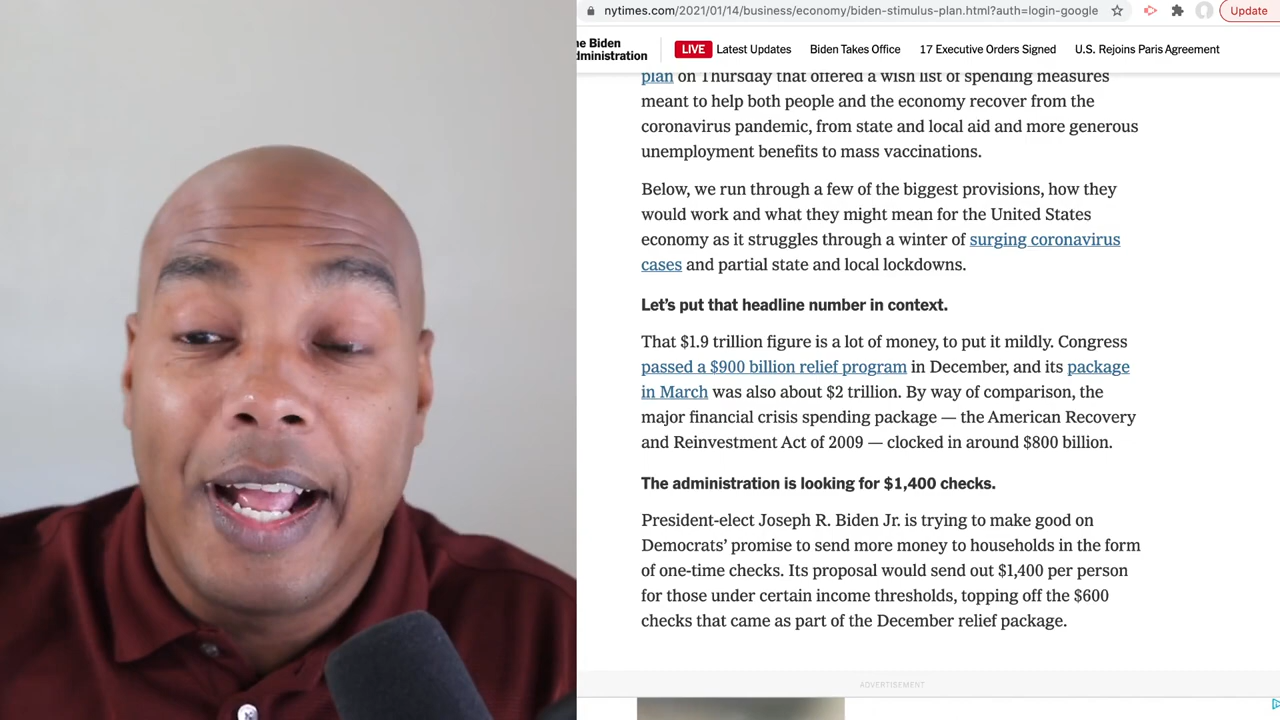 nytimes.com/2021/01/14/business/economy/biden-stimulus-plan.html?auth=login-google
Update
he Biden
dministration
LIVE Latest Updates Biden Takes Office 17 Executive Orders Signed U.S. Rejoins Paris Agreement
plan on Thursday that offered a wish list of spending measures
meant to help both people and the economy recover from the
coronavirus pandemic, from state and local aid and more generous
unemployment benefits to mass vaccinations.
Below, we run through a few of the biggest provisions, how they
would work and what they might mean for the United States
economy as it struggles through a winter of surging coronavirus
cases and partial state and local lockdowns.
Let’s put that headline number in context.
That $1.9 trillion figure is a lot of money, to put it mildly. Congress
passed a $900 billion relief program in December, and its package
in March was also about $2 trillion. By way of comparison, the
major financial crisis spending package — the American Recovery
and Reinvestment Act of 2009 — clocked in around $800 billion.
The administration is looking for $1,400 checks.
President-elect Joseph R. Biden Jr. is trying to make good on
Democrats’ promise to send more money to households in the form
of one-time checks. Its proposal would send out $1,400 per person
for those under certain income thresholds, topping off the $600
checks that came as part of the December relief package.
ADVERTISEMENT